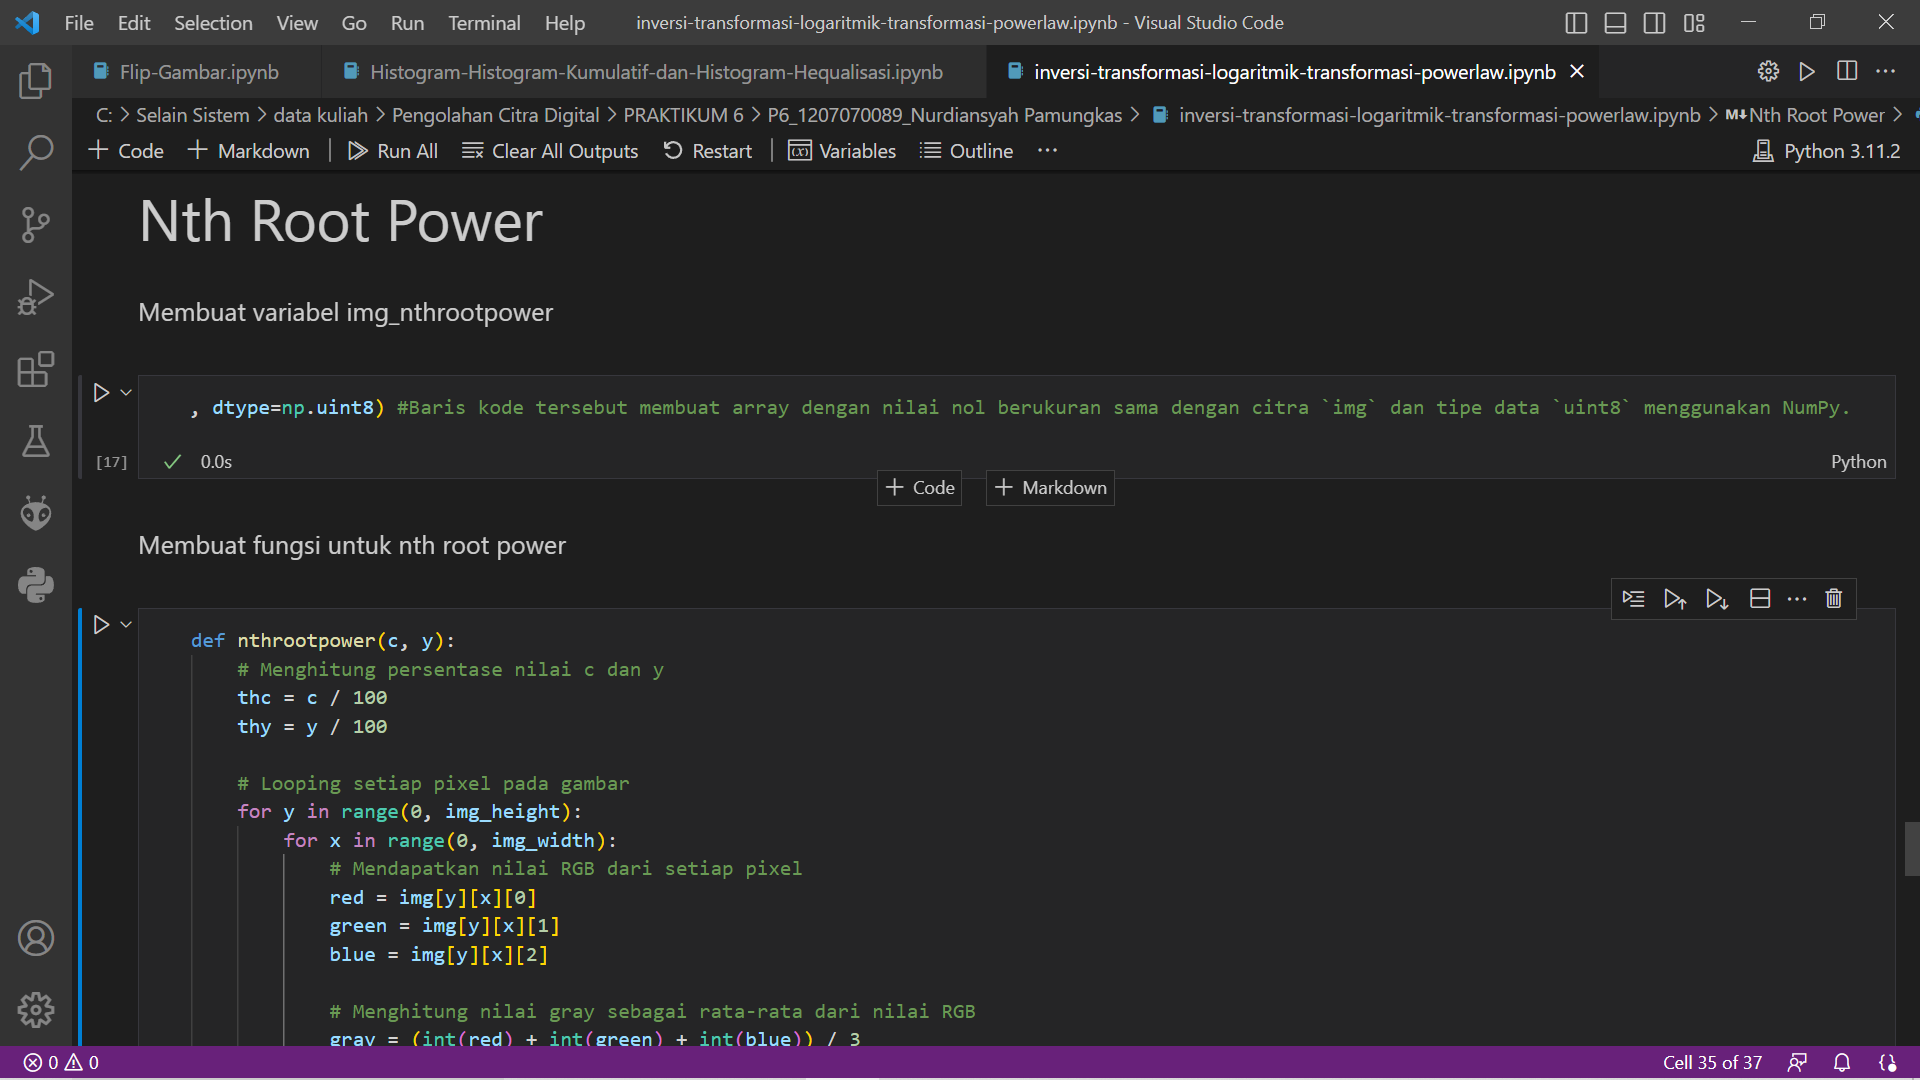 File Edit Selection View Go Run Terminal Help inversi-transformasi-logaritmik-transformasi-powerlaw.ipynb - Visual Studio Code
Flip-Gambar.ipynb Histogram-Histogram-Kumulatif-dan-Histogram-Hequalisasi.ipynb inversi-transformasi-logaritmik-transformasi-powerlaw.ipynb
C: > Selain Sistem > data kuliah > Pengolahan Citra Digital > PRAKTIKUM 6 > P6_1207070089_Nurdiansyah Pamungkas > inversi-transformasi-logaritmik-transformasi-powerlaw.ipynb > M Nth Root Power >
+ Code + Markdown Run All Clear All Outputs Restart Variables Outline ... Python 3.11.2
Nth Root Power
Membuat variabel img_nthrootpower
, dtype=np.uint8) #Baris kode tersebut membuat array dengan nilai nol berukuran sama dengan citra `img` dan tipe data `uint8` menggunakan NumPy.
[17] 0.0s Python
+ Code + Markdown
Membuat fungsi untuk nth root power
def nthrootpower(c, y):
# Menghitung persentase nilai c dan y
thc = c / 100
thy = y / 100
# Looping setiap pixel pada gambar
for y in range(0, img_height):
for x in range(0, img_width):
# Mendapatkan nilai RGB dari setiap pixel
red = img[y][x][0]
green = img[y][x][1]
blue = img[y][x][2]
# Menghitung nilai gray sebagai rata-rata dari nilai RGB
gray = (int(red) + int(green) + int(blue)) / 3
0 0 Cell 35 of 37